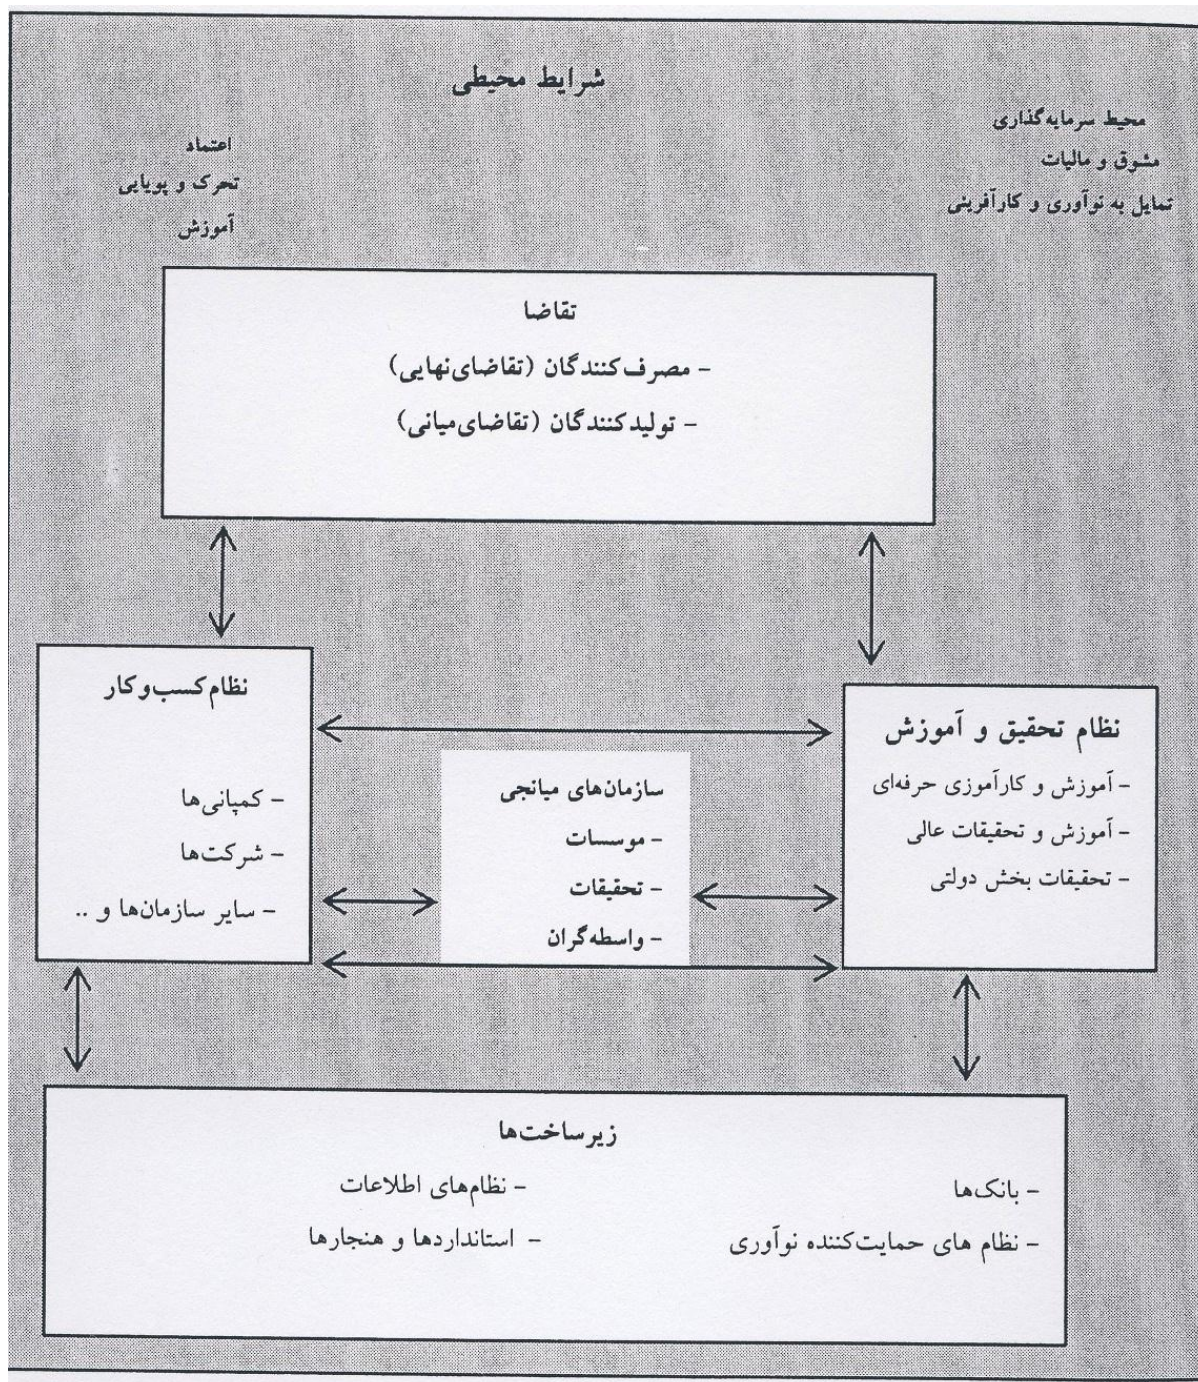 شرایط محیطی
محیط سرمایه‌گذاری
مشوق و مالیات
تمایل به نوآوری و کارآفرینی
اعتماد
تحرک و پویایی
آموزش
تقاضا
- مصرف‌کنندگان (تقاضای‌نهایی)
- تولیدکنندگان (تقاضای‌میانی)
نظام تحقیق و آموزش
- آموزش و کارآموزی حرفه‌ای
- آموزش و تحقیقات عالی
- تحقیقات بخش دولتی
سازمان‌های میانجی
- موسسات
- تحقیقات
- واسطه‌گران
نظام‌کسب‌وکار
- کمپانی‌ها
- شرکت‌ها
- سایر سازمان‌ها و ..
زیرساخت‌ها
- بانک‌ها
- نظام های حمایت‌کننده نوآوری
- نظام‌های اطلاعات
- استانداردها و هنجارها